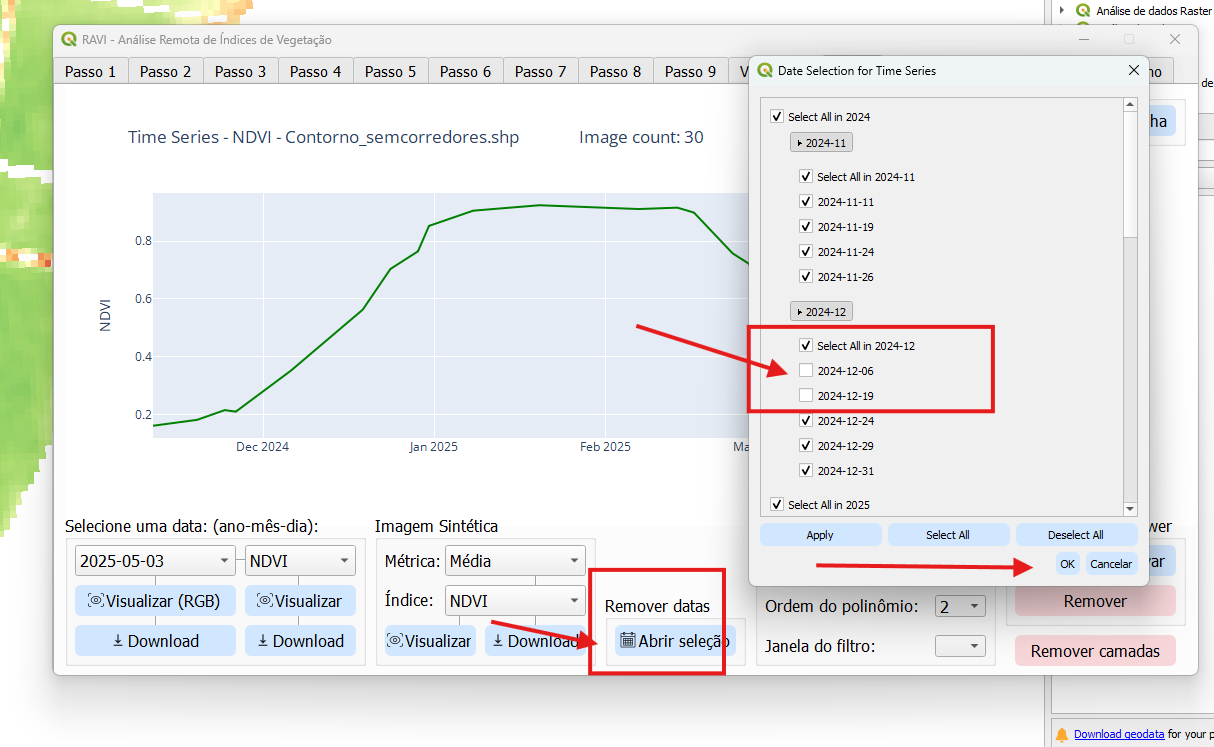 Análise de dados Raster
RAVI - Análise Remota de Índices de Vegetação
Passo 1
Passo 2
Passo 3
Passo 4
Passo 5
Passo 6
Passo 7
Passo 8
Passo 9
V
no
de
Time Series - NDVI - Contorno_semcorredores.shp
Image count: 30
ha
NDVI
0.8
0.6
0.4
0.2
Dec 2024
Jan 2025
Feb 2025
Ma
Date Selection for Time Series
Select All in 2024
2024-11
Select All in 2024-11
2024-11-11
2024-11-19
2024-11-24
2024-11-26
2024-12
Select All in 2024-12
2024-12-06
2024-12-19
2024-12-24
2024-12-29
2024-12-31
Select All in 2025
Apply
Select All
Deselect All
OK
Cancelar
Selecione uma data: (ano-mês-dia):
2025-05-03
NDVI
Visualizar (RGB)
Visualizar
Download
Download
Imagem Sintética
Métrica:
Média
Índice:
NDVI
Visualizar
Download
Remover datas
Abrir seleção
Ordem do polinômio:
2
Janela do filtro:
wer
var
Remover
Remover camadas
Download geodata for your p